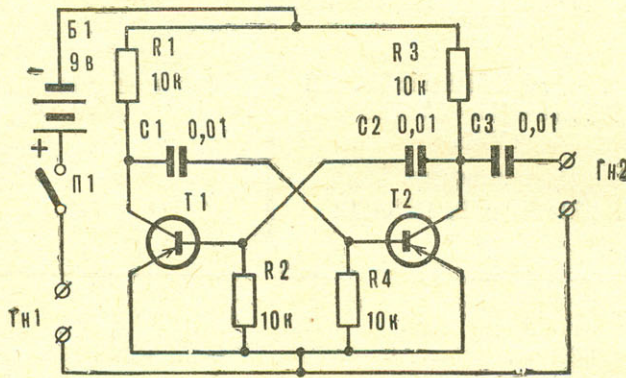 Б1
9в
-
+
П1
Гн1
R1
10к
C1 0,01
T1
R2
10к
R3
10к
C2 0,01
C3 0,01
T2
R4
10к
Гн2